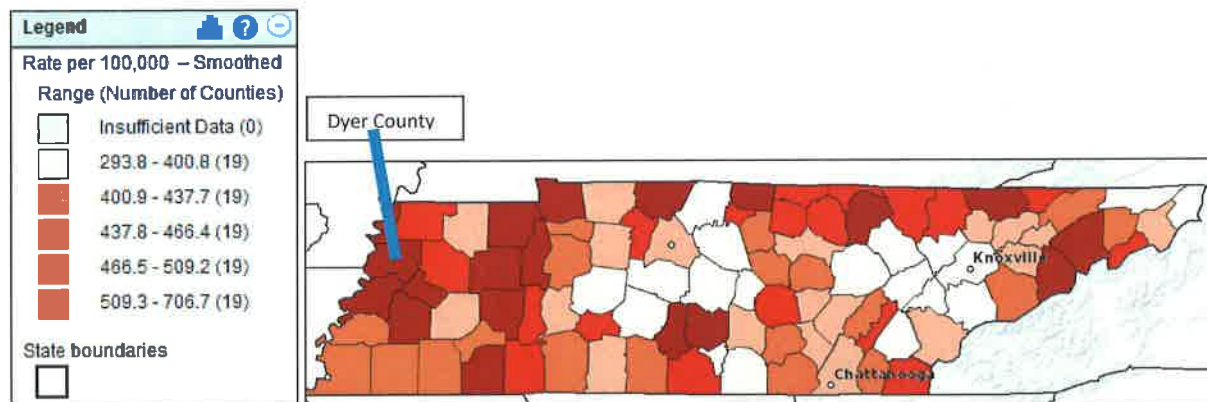 Legend
?
Rate per 100,000 – Smoothed
Range (Number of Counties)
Insufficient Data (0)
293.8 - 400.8 (19)
400.9 - 437.7 (19)
437.8 - 466.4 (19)
466.5 - 509.2 (19)
509.3 - 706.7 (19)
State boundaries
Dyer County
Knoxville
Chattanooga